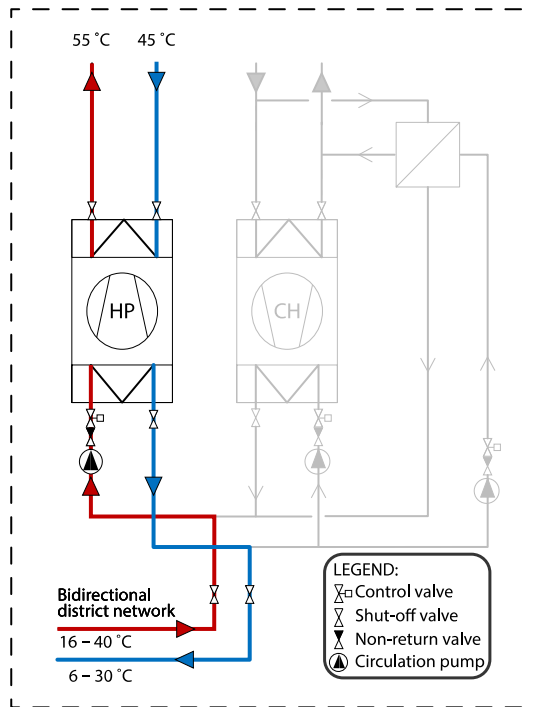 55 ˚C
45 ˚C
HP
CH
Bidirectional
district network
16 – 40 ˚C
6 – 30 ˚C
LEGEND:
Control valve
Shut-off valve
Non-return valve
Circulation pump